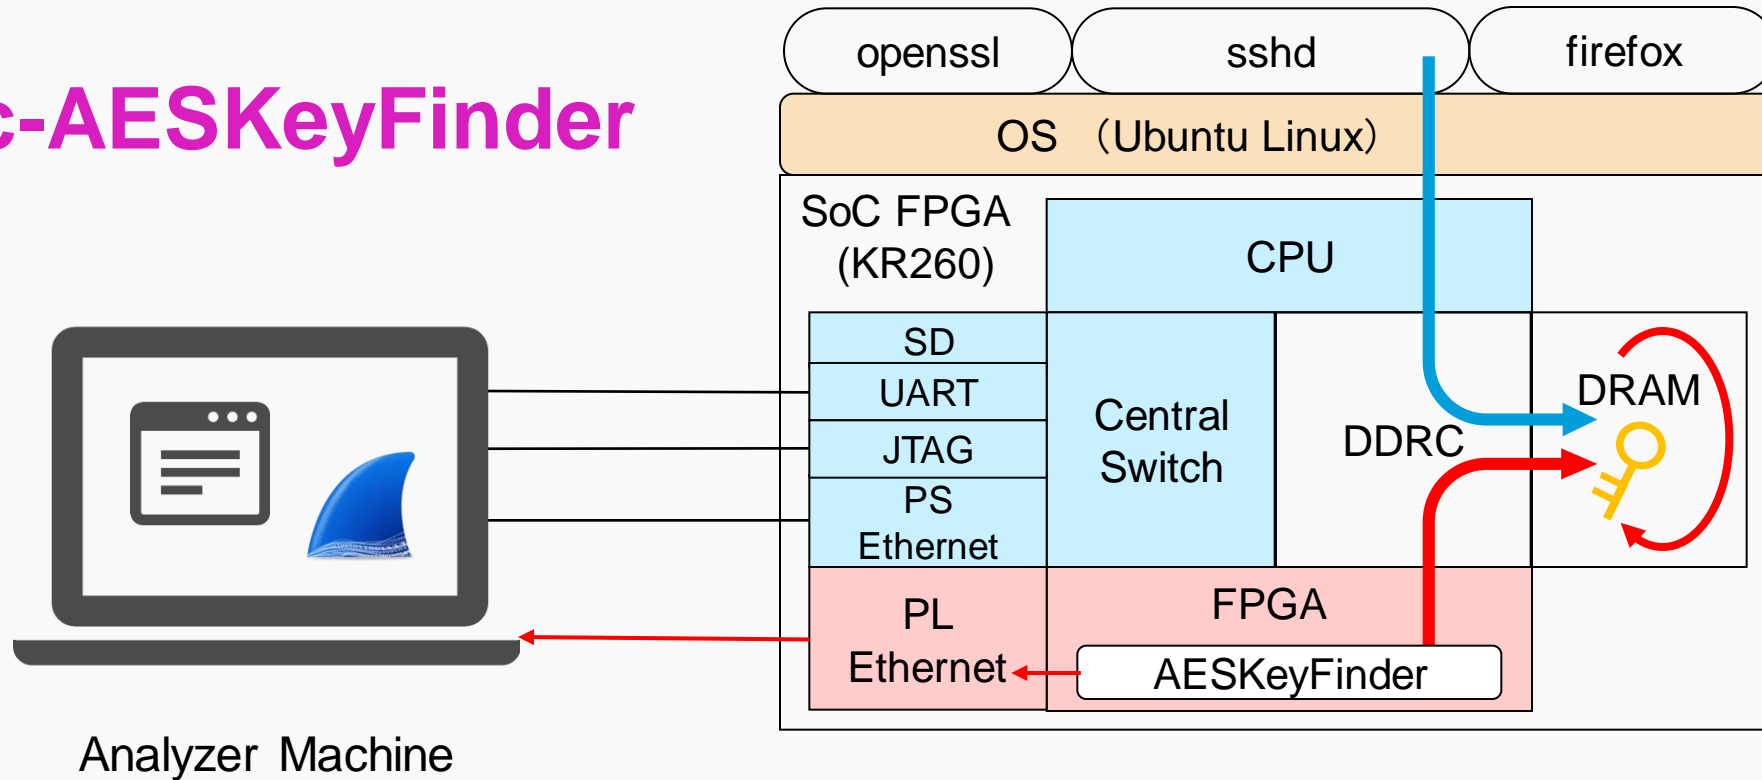 c-AESKeyFinder
openssl
sshd
firefox
OS （Ubuntu Linux）
SoC FPGA
(KR260)
CPU
SD
UART
JTAG
PS
Ethernet
Central
Switch
DDRC
DRAM
PL
Ethernet
FPGA
AESKeyFinder
Analyzer Machine